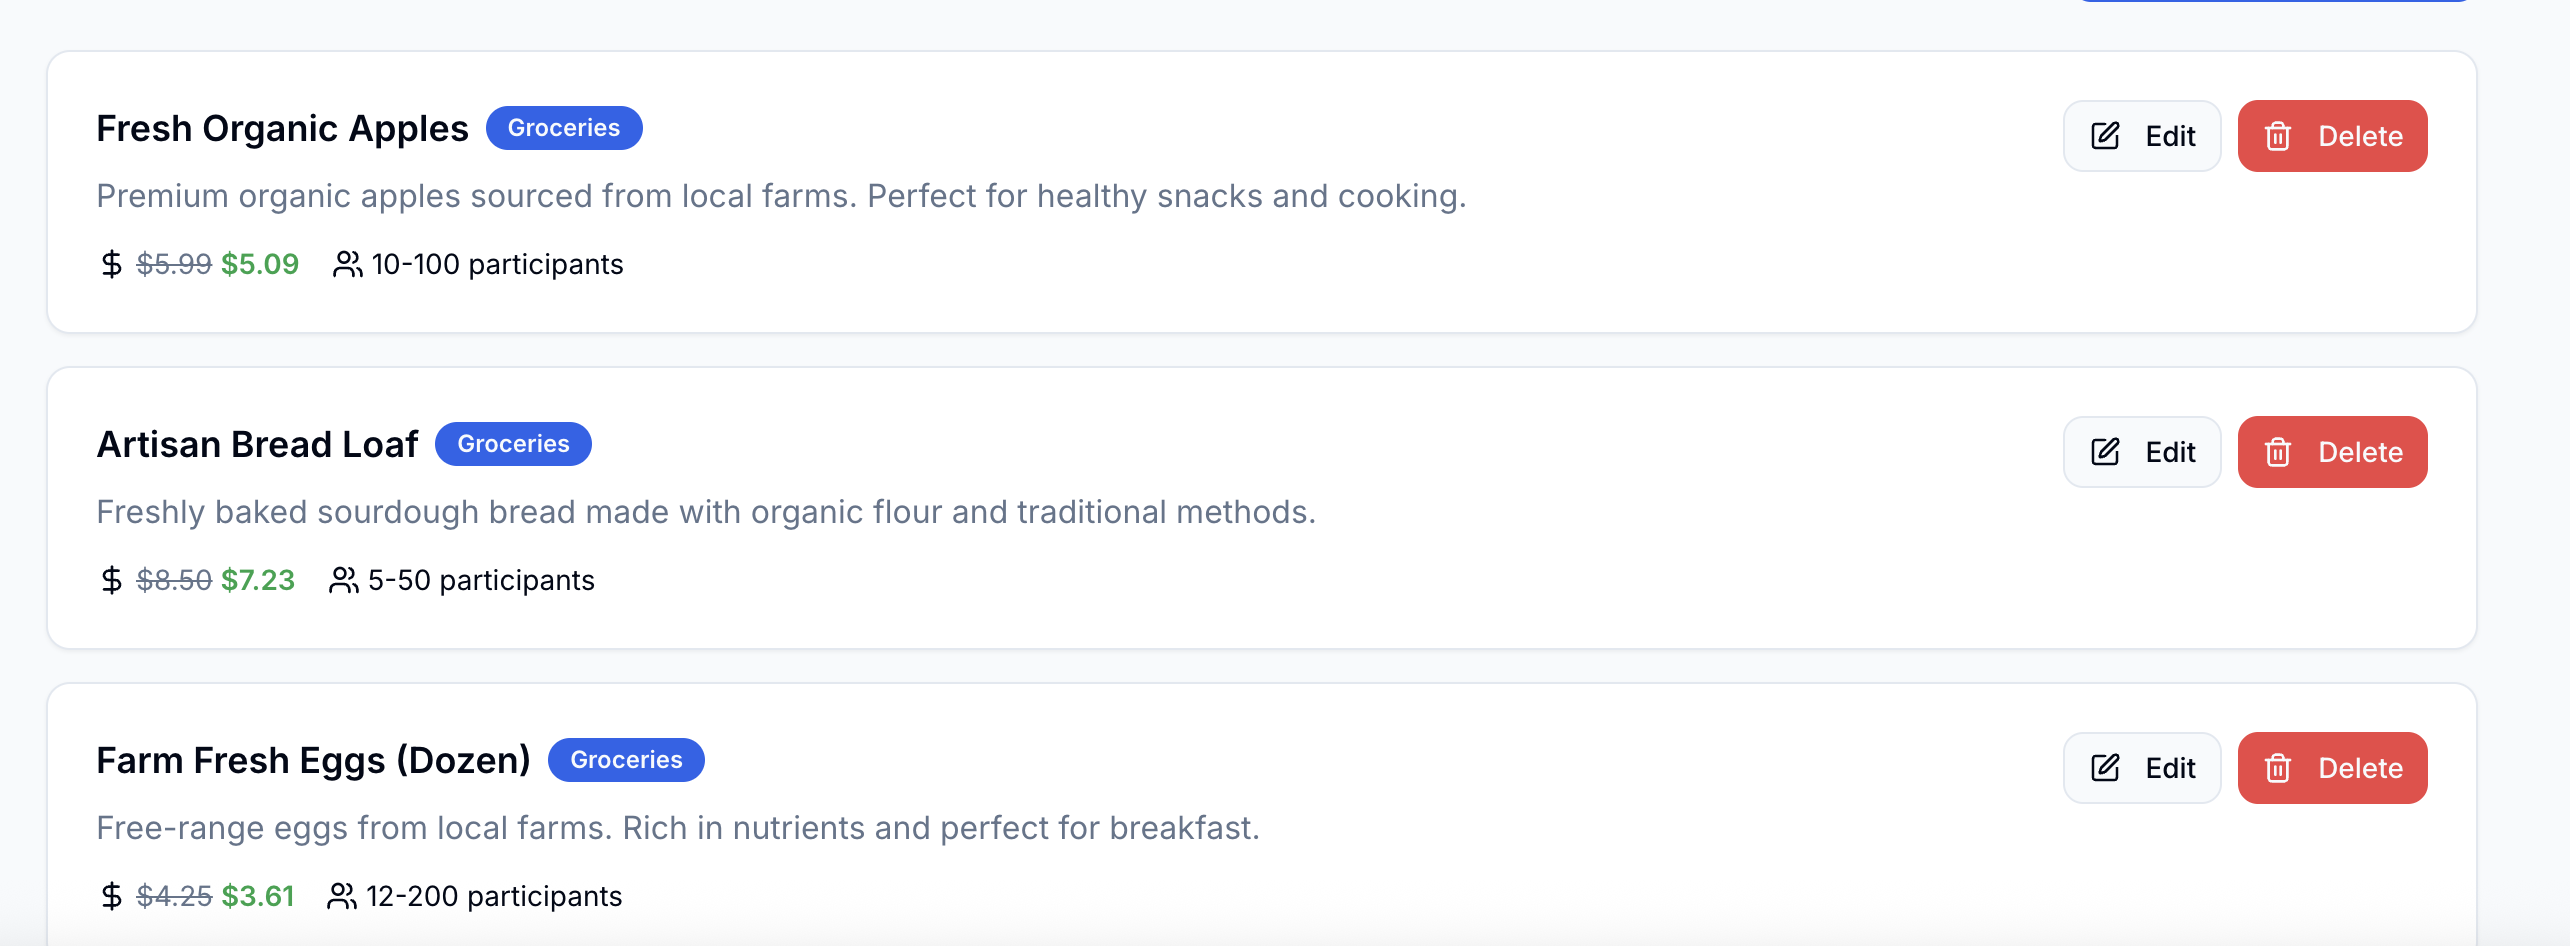 Fresh Organic Apples Groceries Edit Delete
Premium organic apples sourced from local farms. Perfect for healthy snacks and cooking.
$ $5.99 $5.09 10-100 participants
Artisan Bread Loaf Groceries Edit Delete
Freshly baked sourdough bread made with organic flour and traditional methods.
$ $8.50 $7.23 5-50 participants
Farm Fresh Eggs (Dozen) Groceries Edit Delete
Free-range eggs from local farms. Rich in nutrients and perfect for breakfast.
$ $4.25 $3.61 12-200 participants